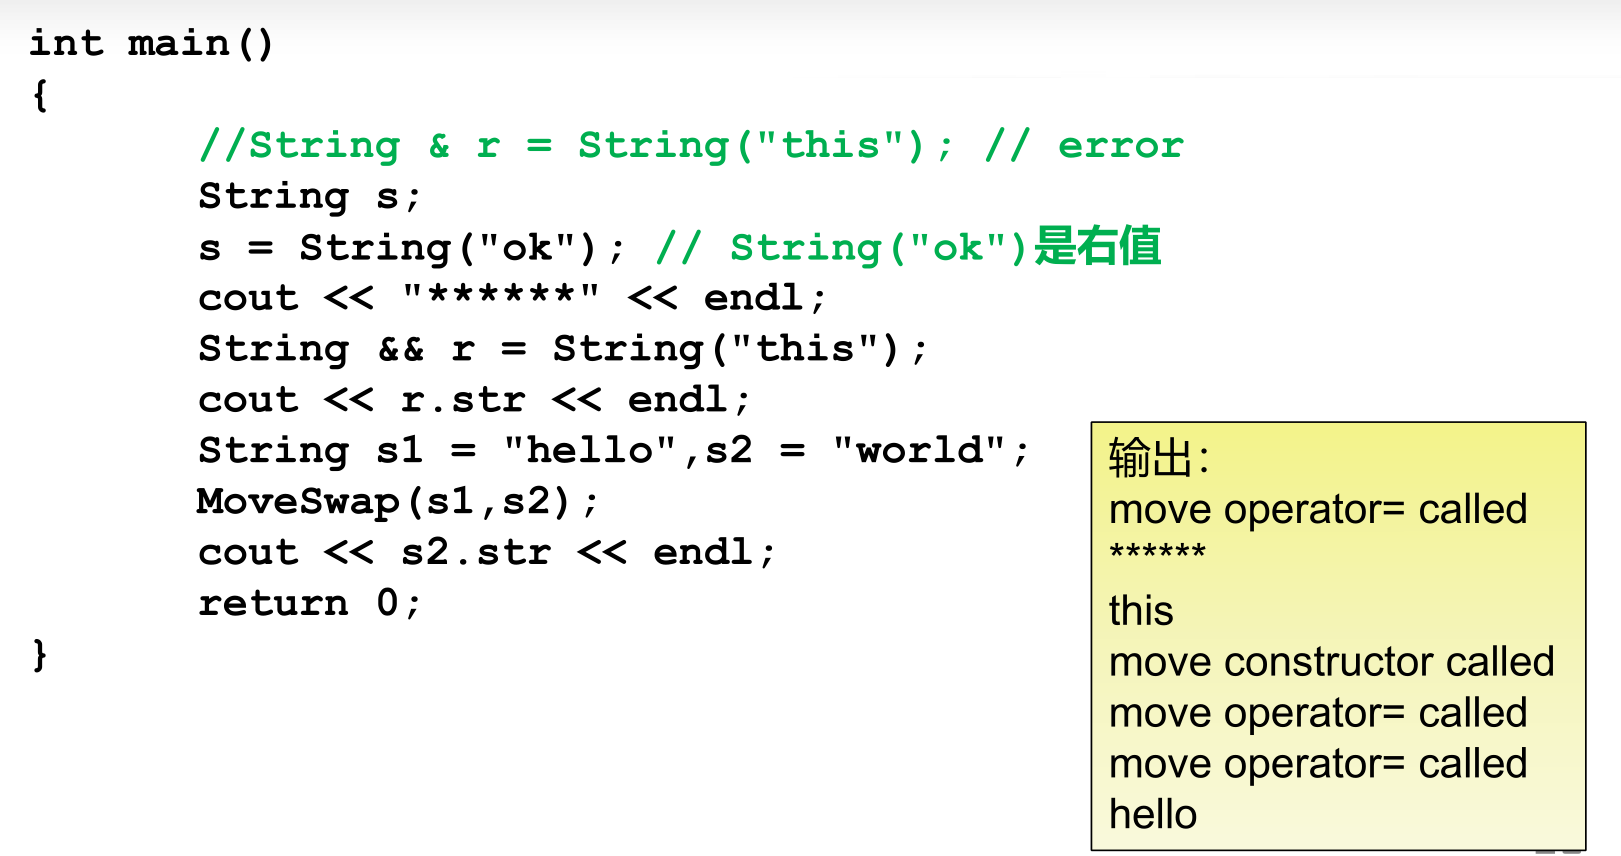 int main()
{
//String & r = String("this"); // error
String s;
s = String("ok"); // String("ok")是右值
cout << "******" << endl;
String && r = String("this");
cout << r.str << endl;
String s1 = "hello",s2 = "world";
MoveSwap(s1,s2);
cout << s2.str << endl;
return 0;
}
输出：
move operator= called
******
this
move constructor called
move operator= called
move operator= called
hello